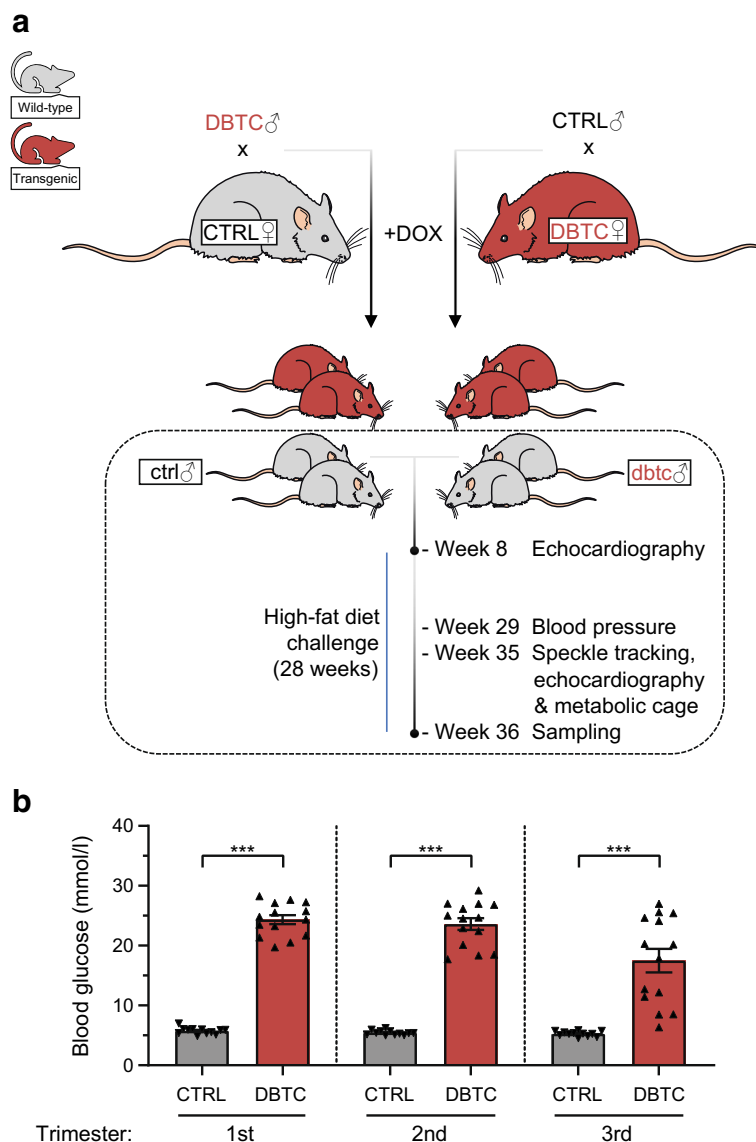 a
Wild-type
Transgenic
DBTC♂
x
CTRL♂
x
CTRL♀
+DOX
DBTC♀
ctrl♂
dbtc♂
- Week 8 Echocardiography
High-fat diet
challenge
(28 weeks)
- Week 29 Blood pressure
- Week 35 Speckle tracking,
echocardiography
& metabolic cage
- Week 36 Sampling
b
Blood glucose (mmol/l)
40
30
20
10
0
***
***
***
CTRL DBTC CTRL DBTC CTRL DBTC
Trimester: 1st 2nd 3rd